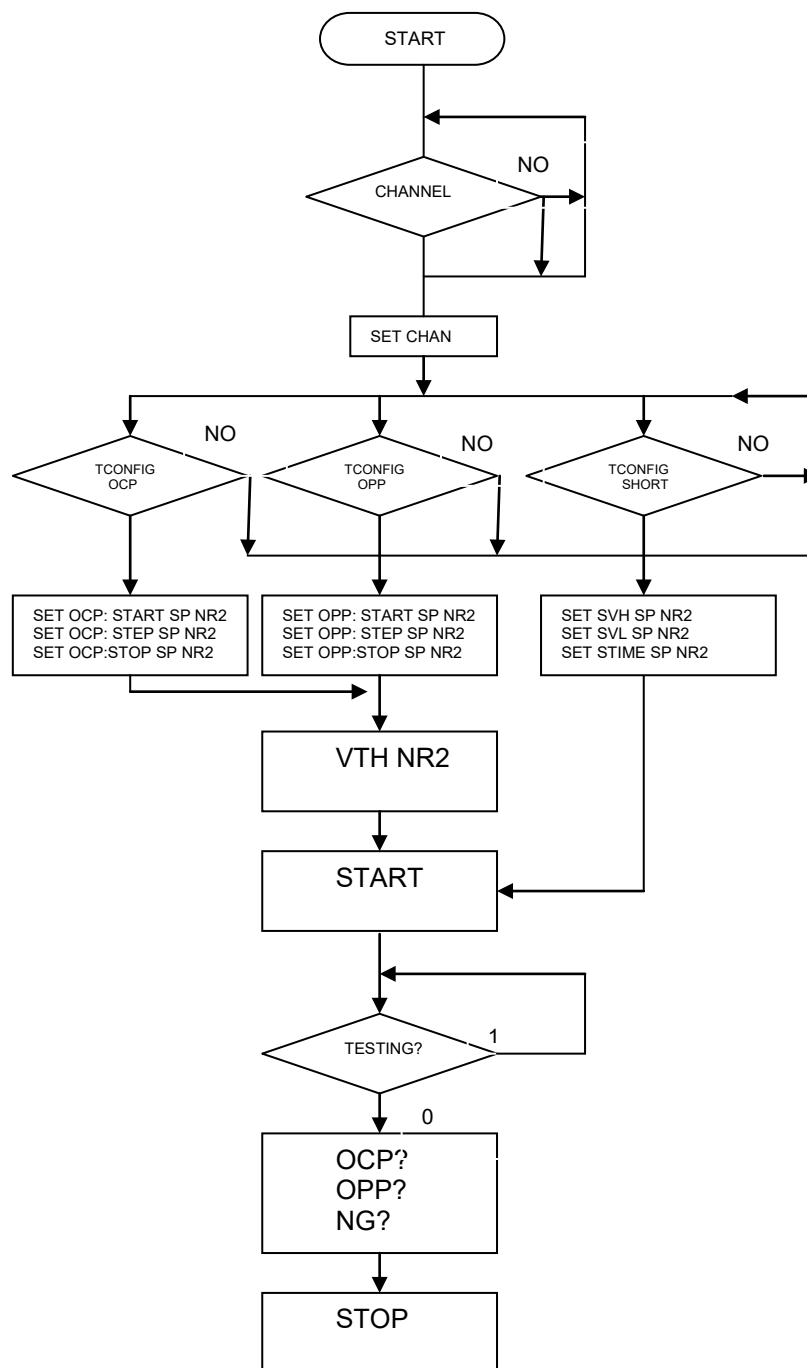 START
NO
CHANNEL
SET CHAN
NO
NO
NO
TCONFIG
OCP
TCONFIG
OPP
TCONFIG
SHORT
SET OCP: START SP NR2
SET OCP: STEP SP NR2
SET OCP:STOP SP NR2
SET OPP: START SP NR2
SET OPP: STEP SP NR2
SET OPP:STOP SP NR2
SET SVH SP NR2
SET SVL SP NR2
SET STIME SP NR2
VTH NR2
START
TESTING?
1
0
OCP?
OPP?
NG?
STOP